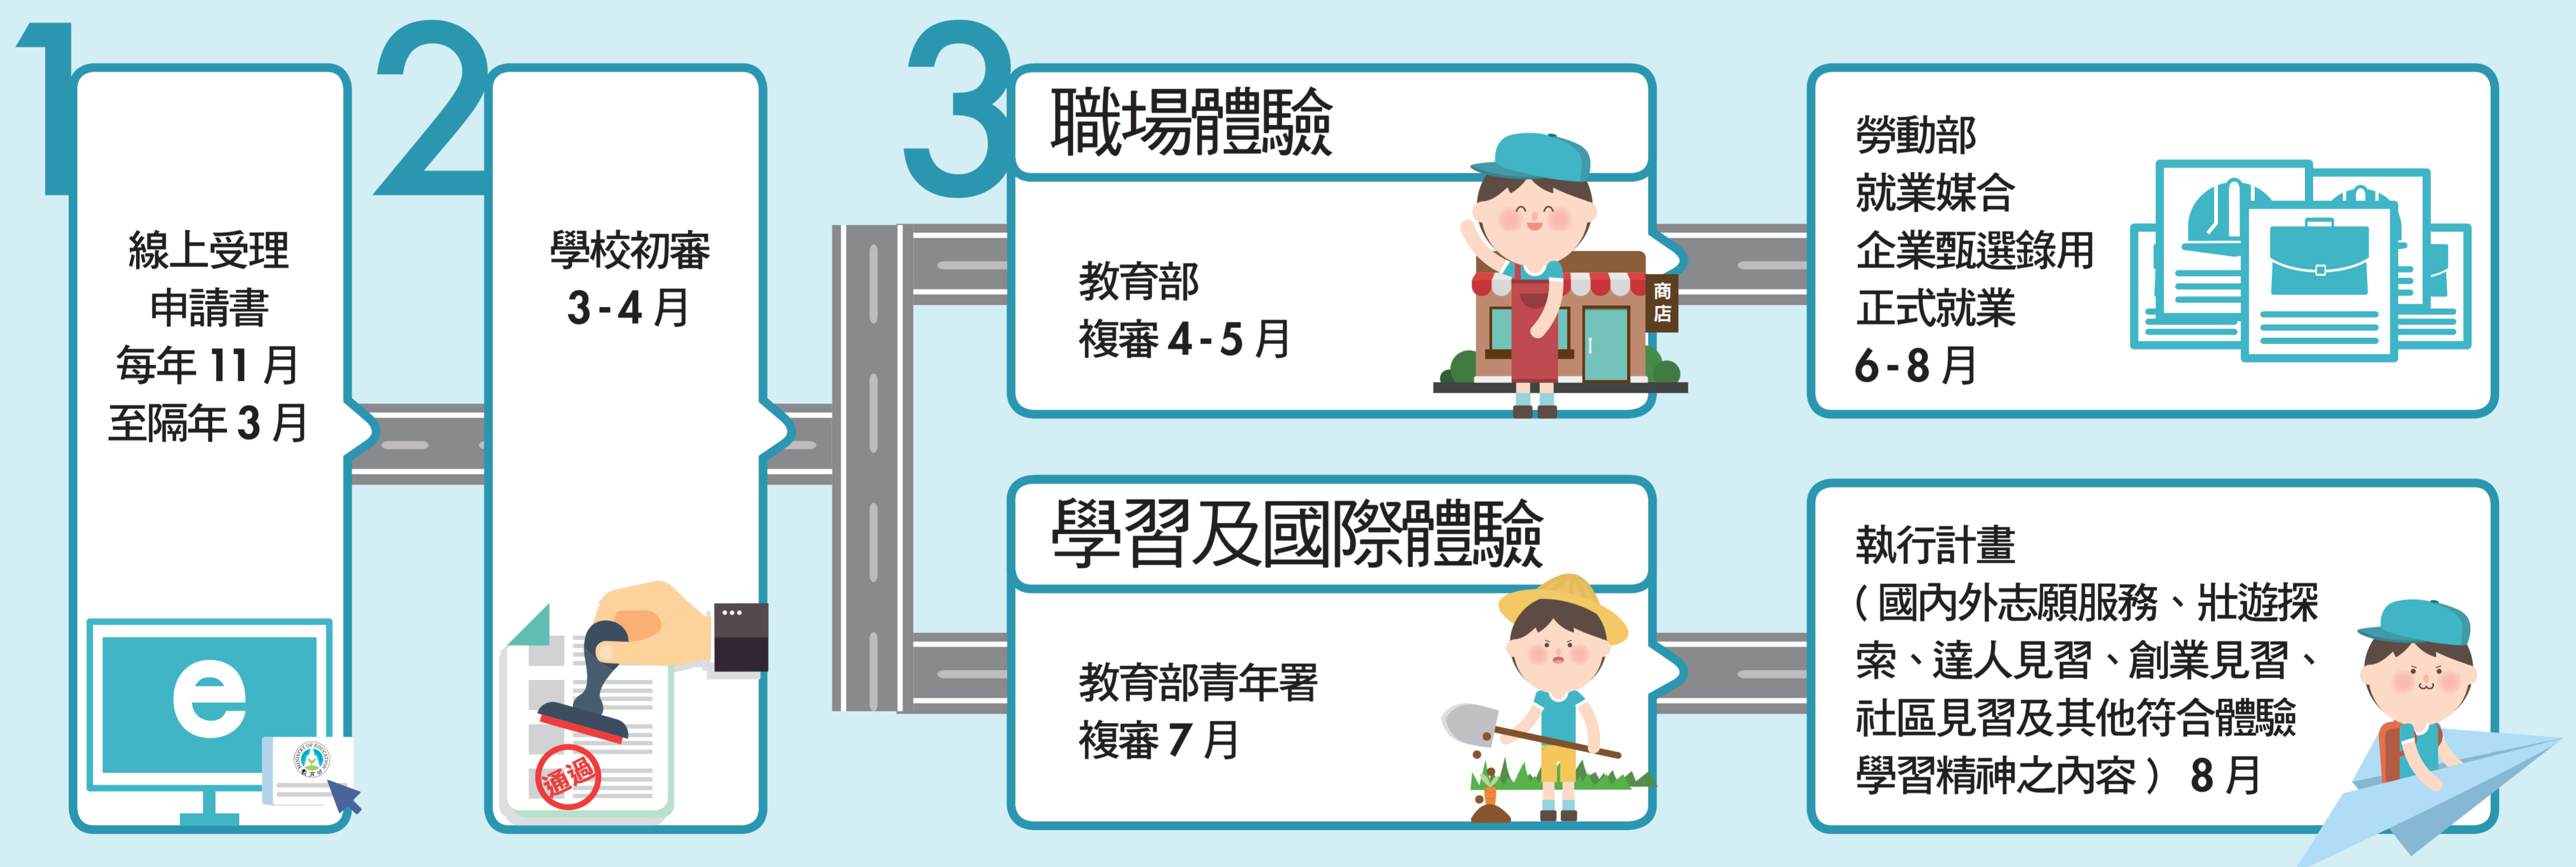 1
線上受理
申請書
每年 11 月
至隔年 3 月
e
MINISTRY OF EDUCATION
教育部
2
學校初審
3-4 月
通過
3
職場體驗
教育部
複審 4-5 月
商店
勞動部
就業媒合
企業甄選錄用
正式就業
6-8 月
學習及國際體驗
教育部青年署
複審 7 月
執行計畫
(國內外志願服務、壯遊探
索、達人見習、創業見習、
社區見習及其他符合體驗
學習精神之內容) 8 月